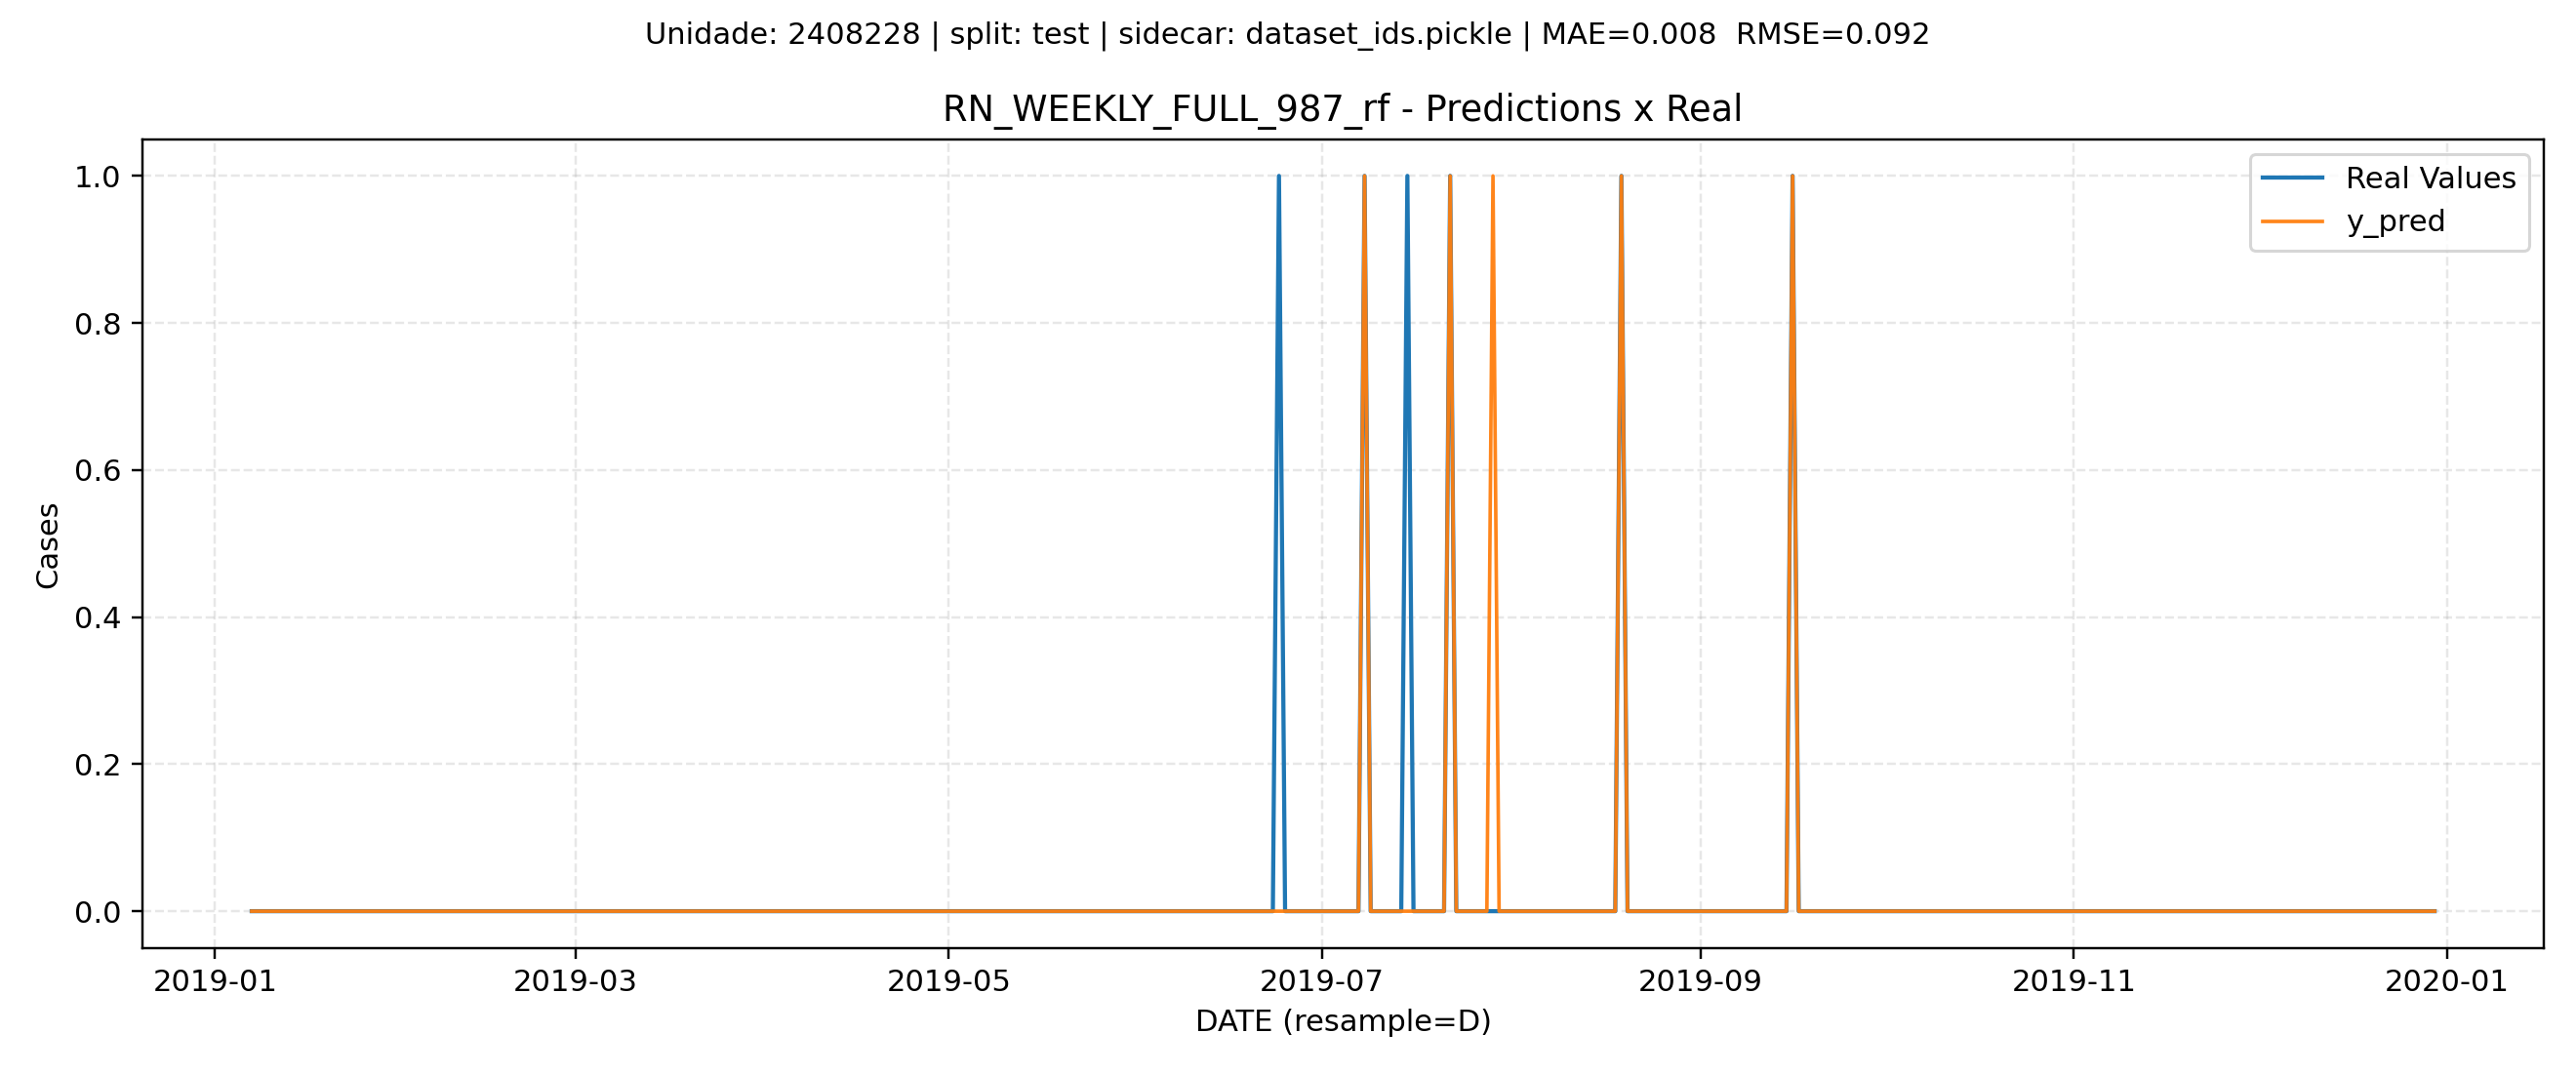 Unidade: 2408228 | split: test | sidecar: dataset_ids.pickle | MAE=0.008  RMSE=0.092
RN_WEEKLY_FULL_987_rf - Predictions x Real
Real Values
y_pred
1.0
0.8
0.6
0.4
0.2
0.0
Cases
2019-01 2019-03 2019-05 2019-07 2019-09 2019-11 2020-01
DATE (resample=D)